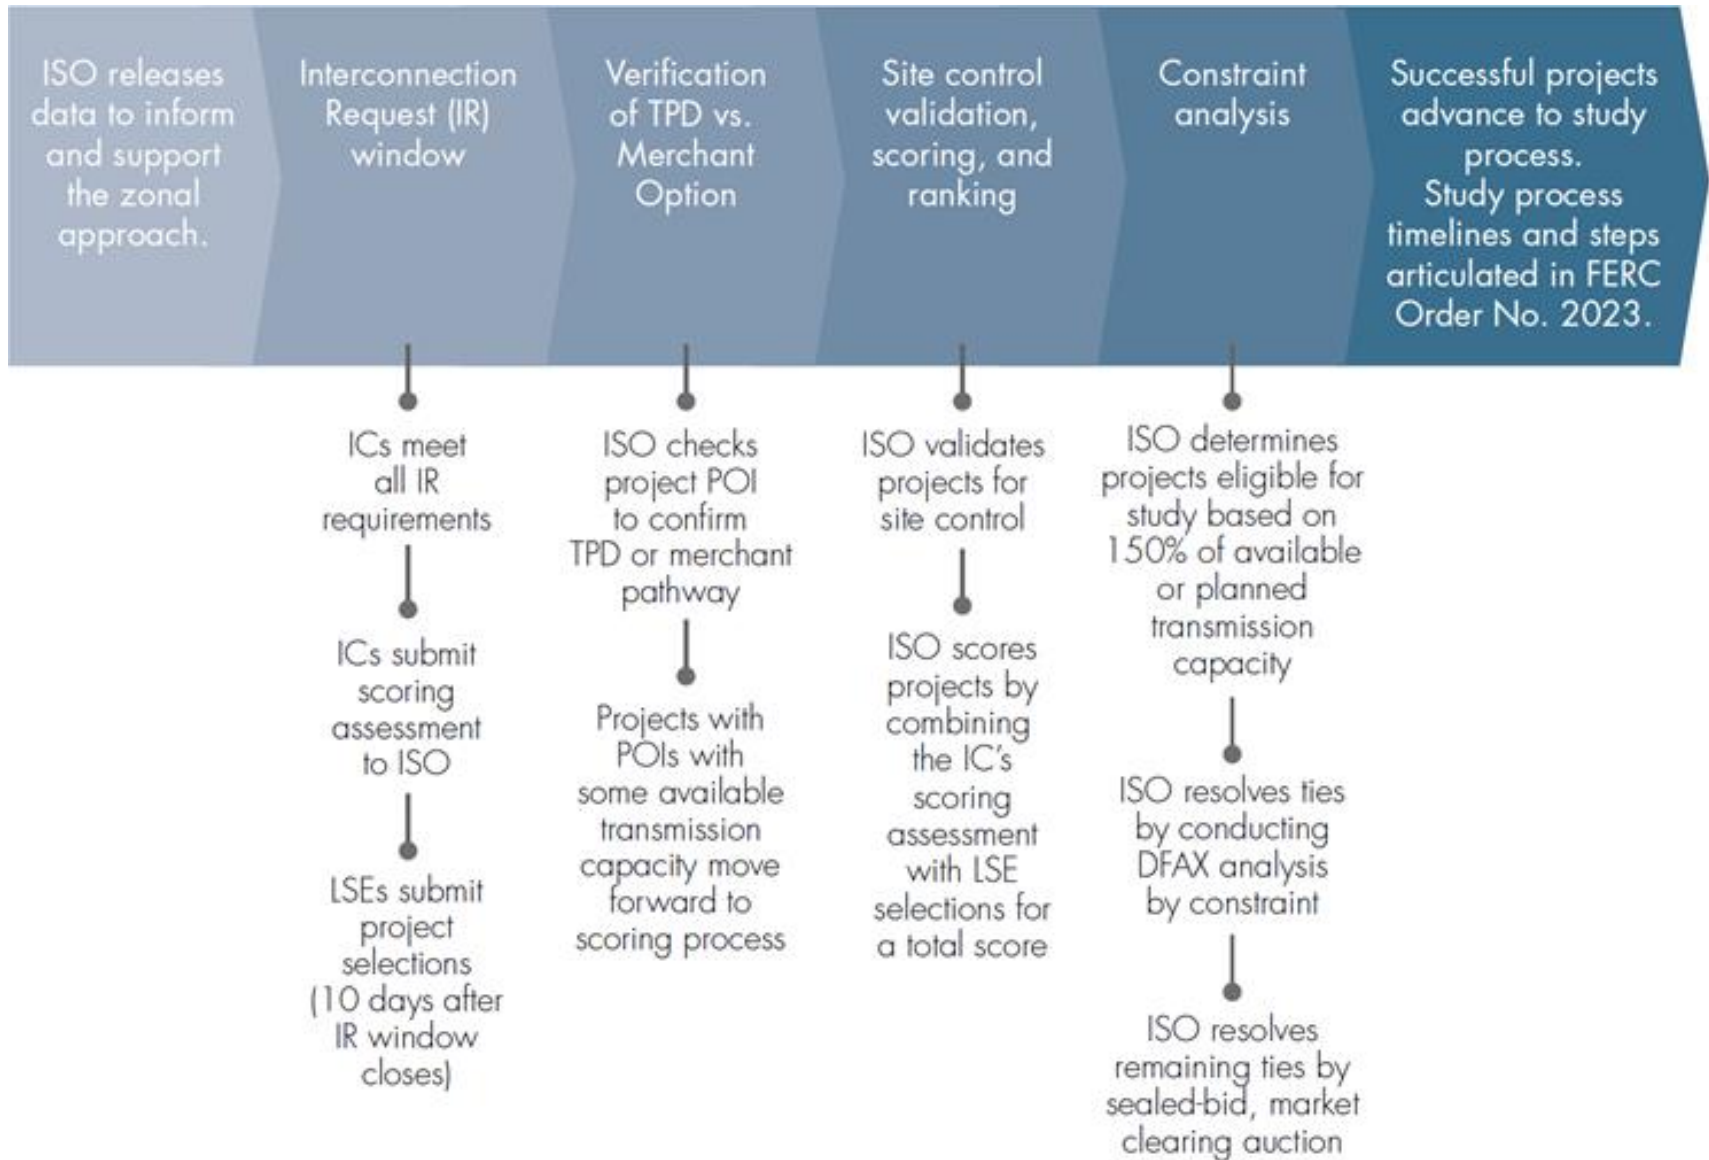 ISO releases
data to inform
and support
the zonal
approach.
Interconnection
Request (IR)
window
Verification
of TPD vs.
Merchant
Option
Site control
validation,
scoring, and
ranking
Constraint
analysis
Successful projects
advance to study
process.
Study process
timelines and steps
articulated in FERC
Order No. 2023.
ICs meet
all IR
requirements
ICs submit
scoring
assessment
to ISO
LSEs submit
project
selections
(10 days after
IR window
closes)
ISO checks
project POI
to confirm
TPD or merchant
pathway
Projects with
POIs with
some available
transmission
capacity move
forward to
scoring process
ISO validates
projects for
site control
ISO scores
projects by
combining
the IC's
scoring
assessment
with LSE
selections for
a total score
ISO determines
projects eligible for
study based on
150% of available
or planned
transmission
capacity
ISO resolves ties
by conducting
DFAX analysis
by constraint
ISO resolves
remaining ties by
sealed-bid, market
clearing auction